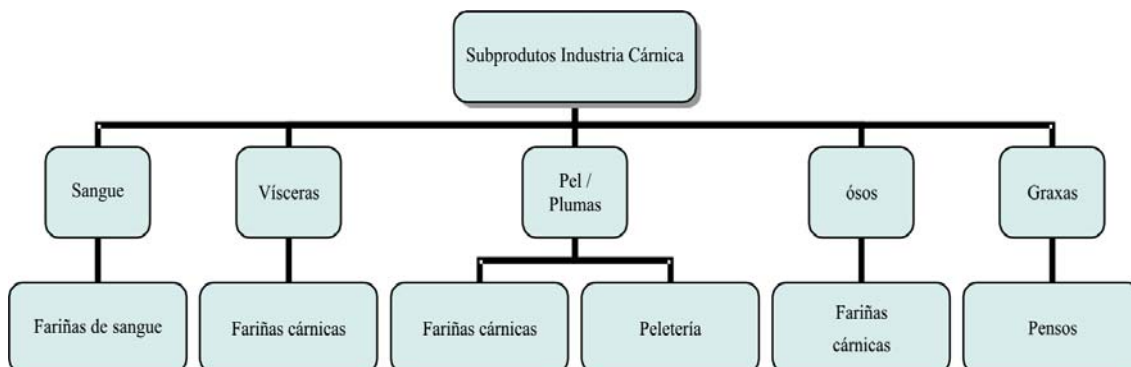 Subprodutos Industria Cárnica
Sangue
Vísceras
Pel /
Plumas
ósos
Graxas
Fariñas de sangue
Fariñas cárnicas
Fariñas cárnicas
Peletería
Fariñas
cárnicas
Pensos